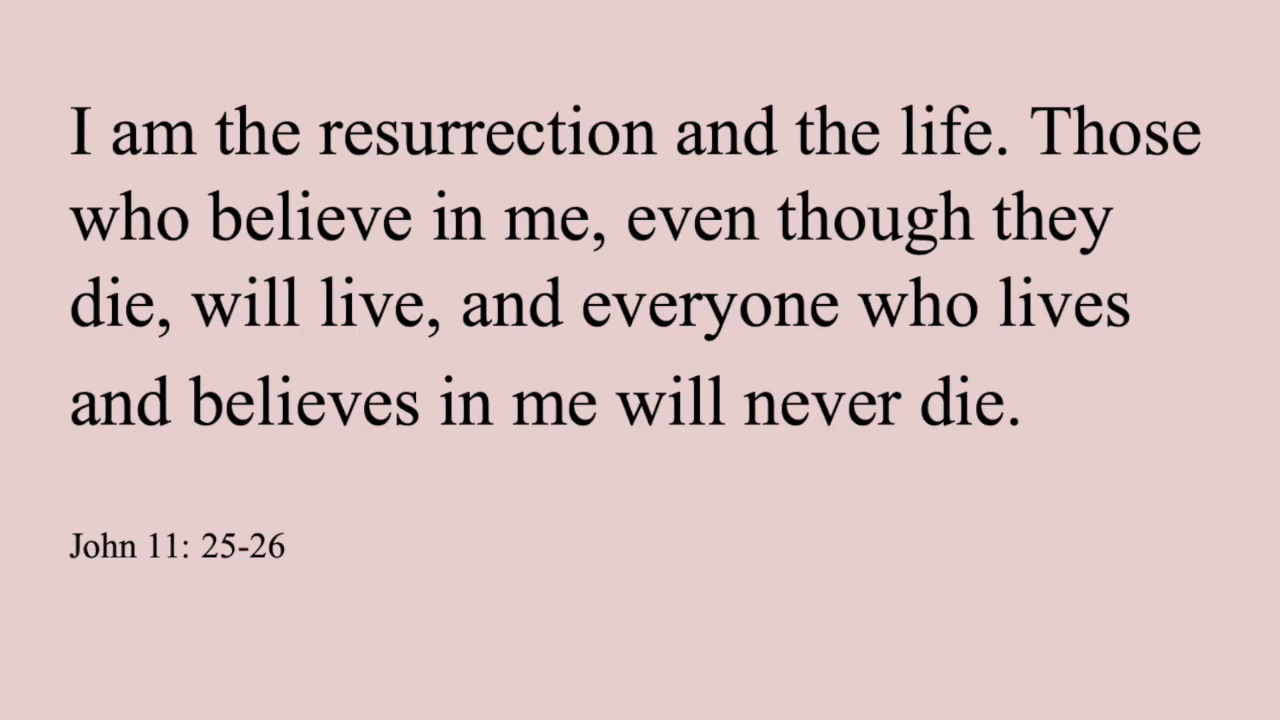 I am the resurrection and the life. Those
who believe in me, even though they
die, will live, and everyone who lives
and believes in me will never die.
John 11: 25-26